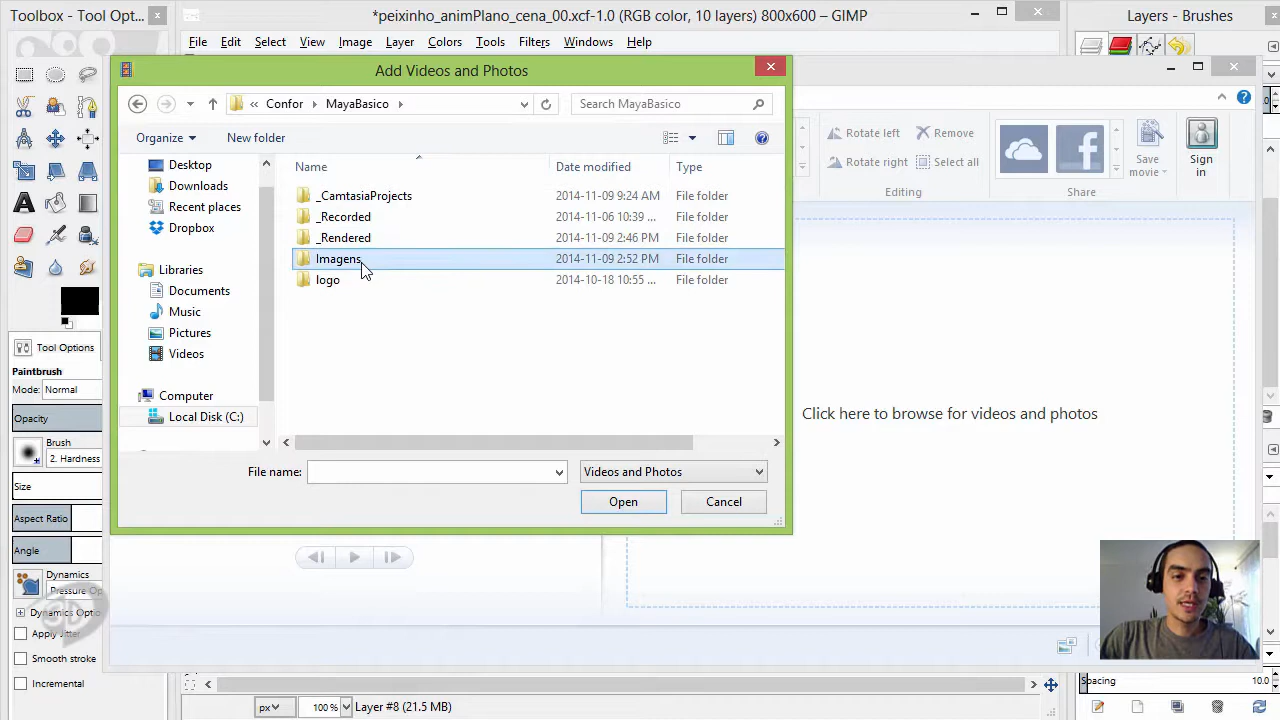 Toolbox - Tool Opt...
*peixinho_animPlano_cena_00.xcf-1.0 (RGB color, 10 layers) 800x600 – GIMP
Layers - Brushes
File Edit Select View Image Layer Colors Tools Filters Windows Help
Add Videos and Photos
« Confor MayaBasico
Search MayaBasico
Organize New folder
Rotate left Remove
Rotate right Select all
Save movie
Sign in
Editing Share
Desktop
Downloads
Recent places
Dropbox
Libraries
Documents
Music
Pictures
Videos
Computer
Local Disk (C:)
Name Date modified Type
_CamtasiaProjects 2014-11-09 9:24 AM File folder
_Recorded 2014-11-06 10:39 ... File folder
_Rendered 2014-11-09 2:46 PM File folder
Imagens 2014-11-09 2:52 PM File folder
logo 2014-10-18 10:55 ... File folder
File name:
Videos and Photos
Open Cancel
Click here to browse for videos and photos
Tool Options
Paintbrush
Mode: Normal
Opacity
Brush
2. Hardness
Size
Aspect Ratio
Angle
Dynamics
Pressure Op
Dynamics Optio
Apply Jitter
Smooth stroke
Incremental
px 100 % Layer #8 (21.5 MB)
Spacing 10.0